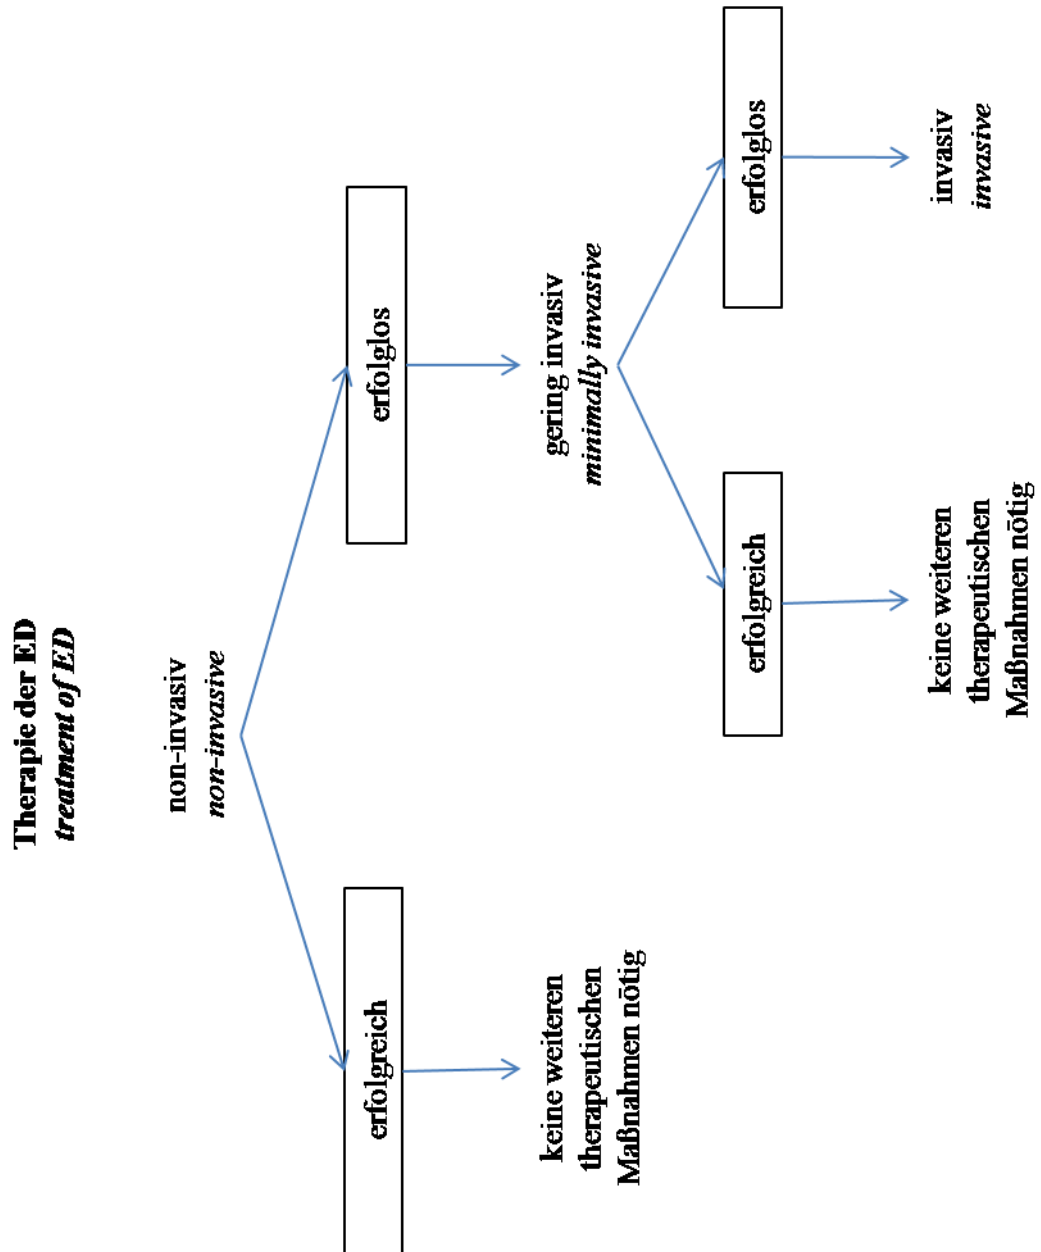 Therapie der ED
treatment of ED
non-invasiv
non-invasive
erfolgreich
erfolglos
keine weiteren
therapeutischen
Maßnahmen nötig
gering invasiv
minimally invasive
erfolgreich
erfolglos
keine weiteren
therapeutischen
Maßnahmen nötig
invasiv
invasive